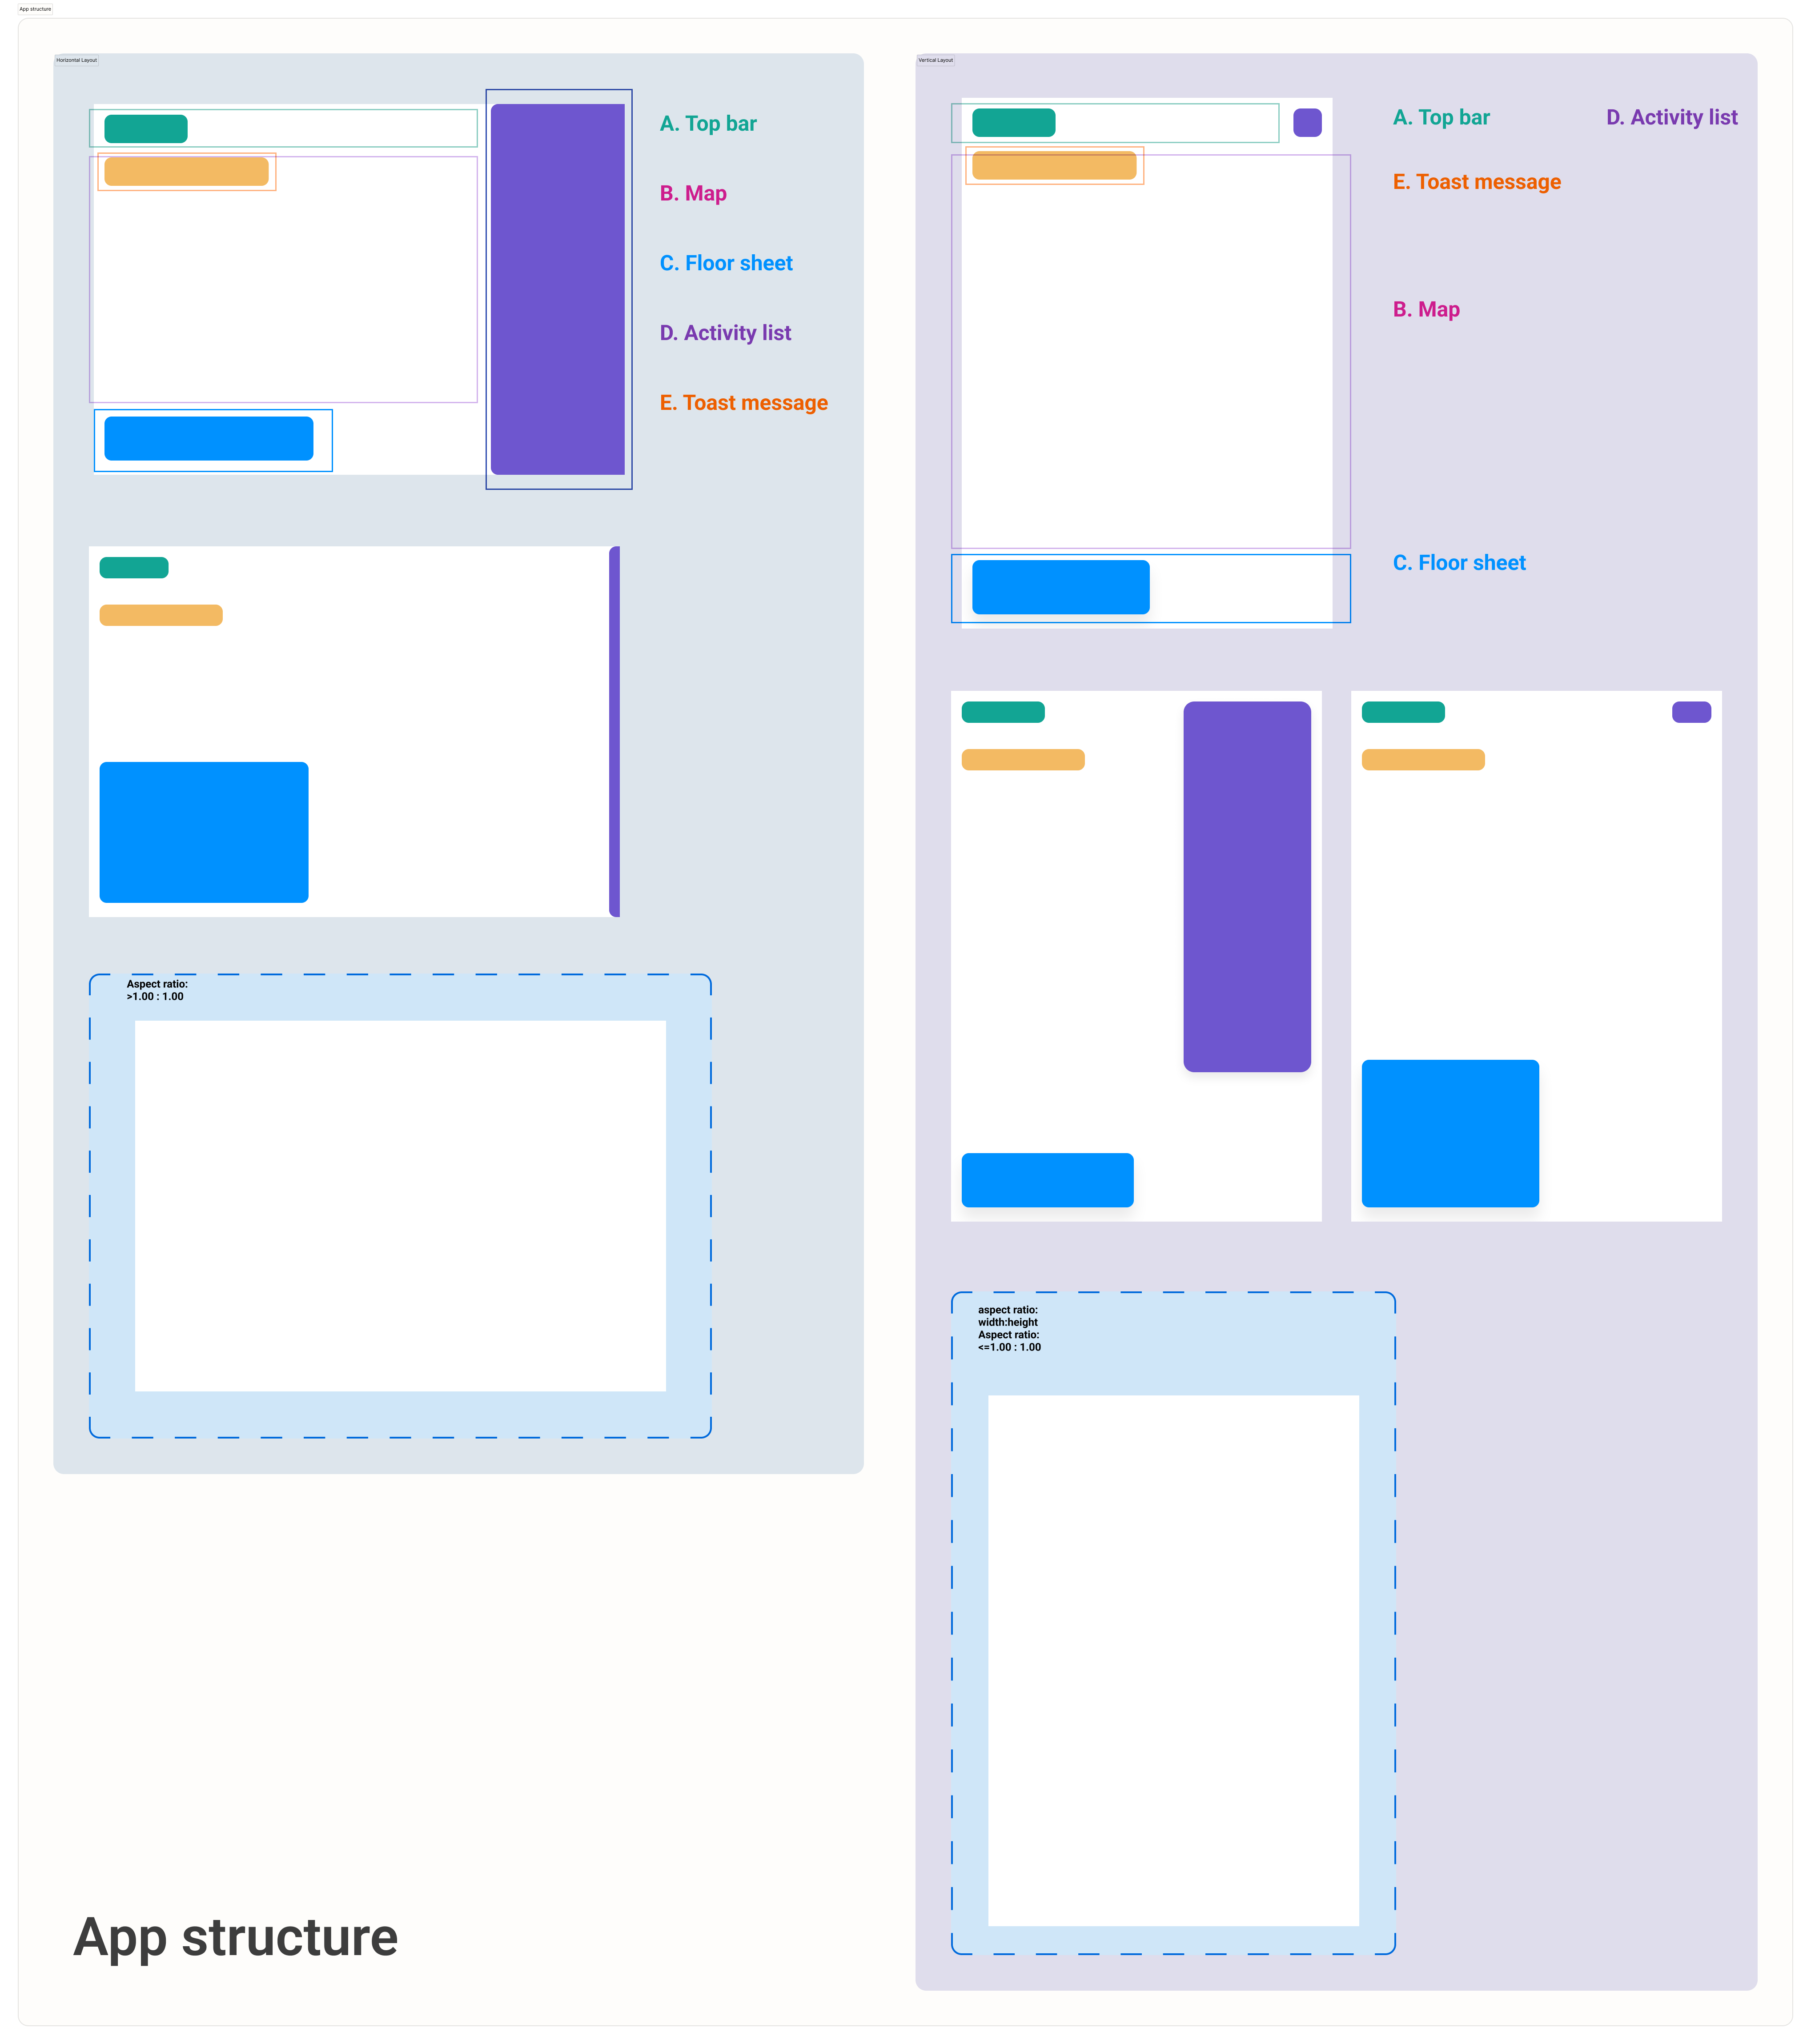 App structure
Horizontal Layout
A. Top bar
B. Map
C. Floor sheet
D. Activity list
E. Toast message
Aspect ratio:
>1.00 : 1.00
Vertical Layout
A. Top bar
D. Activity list
E. Toast message
B. Map
C. Floor sheet
aspect ratio:
width:height
Aspect ratio:
<=1.00 : 1.00
App structure